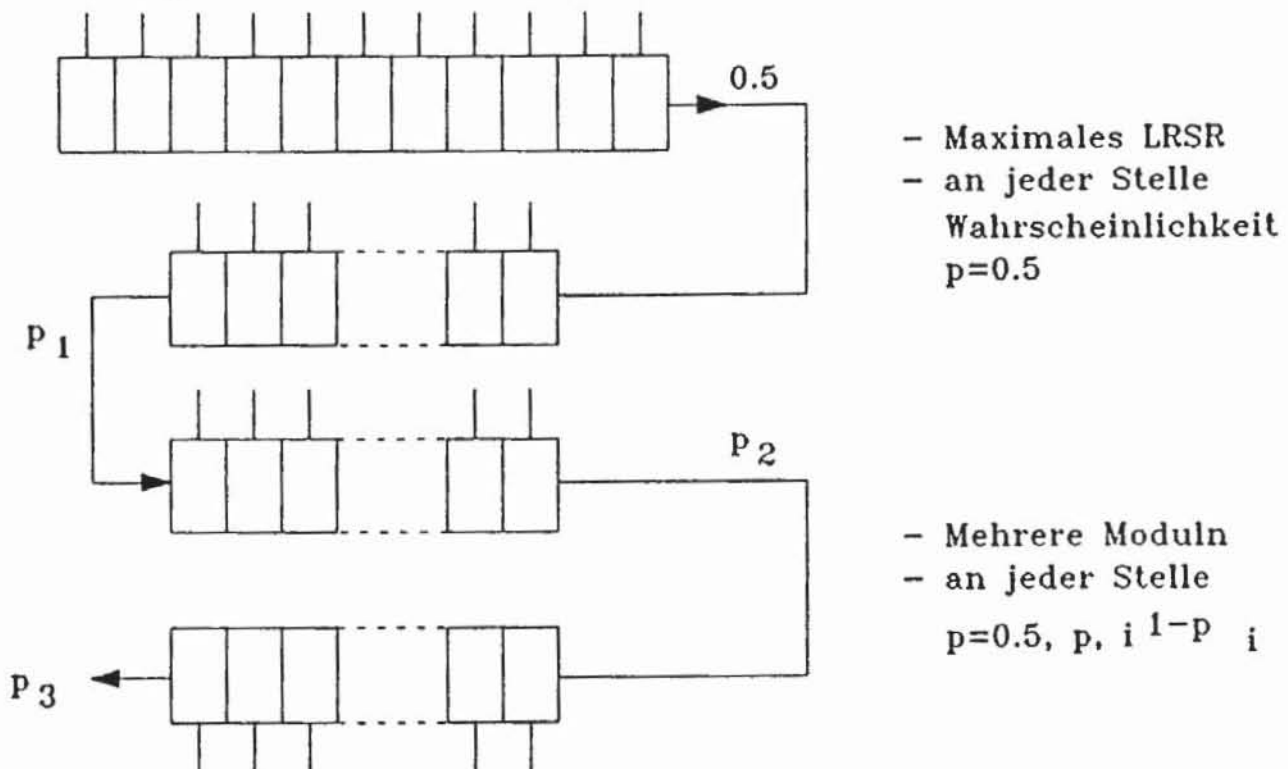 0.5
- Maximales LRSR
- an jeder Stelle
Wahrscheinlichkeit
p=0.5
p 1
p 2
- Mehrere Moduln
- an jeder Stelle
p=0.5, p, i 1-p i
p 3